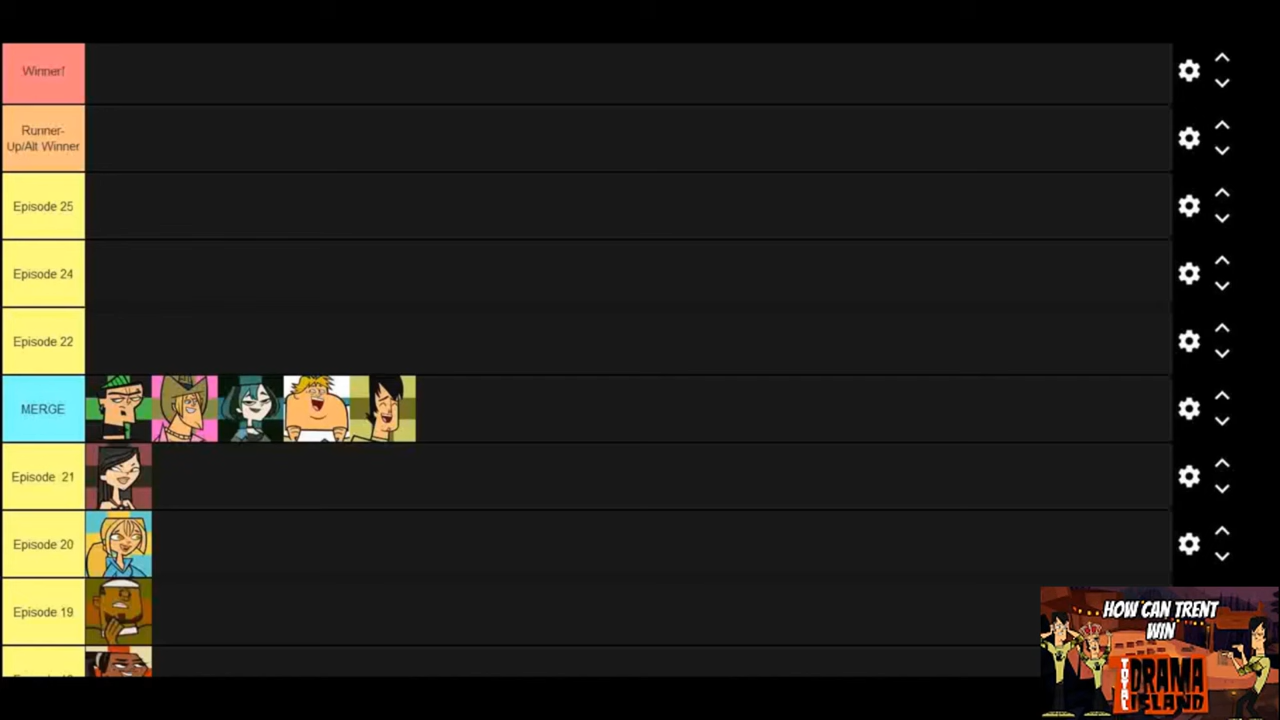 Winner!
Runner-
Up/Alt Winner
Episode 25
Episode 24
Episode 22
MERGE
Episode 21
Episode 20
Episode 19
HOW CAN TRENT
WIN
TOTAL
DRAMA
ISLAND